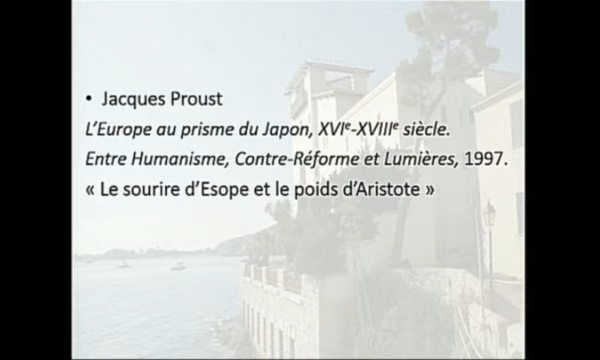 • Jacques Proust
L'Europe au prisme du Japon, XVIe-XVIIIe siècle.
Entre Humanisme, Contre-Réforme et Lumières, 1997.
« Le sourire d'Esope et le poids d'Aristote »